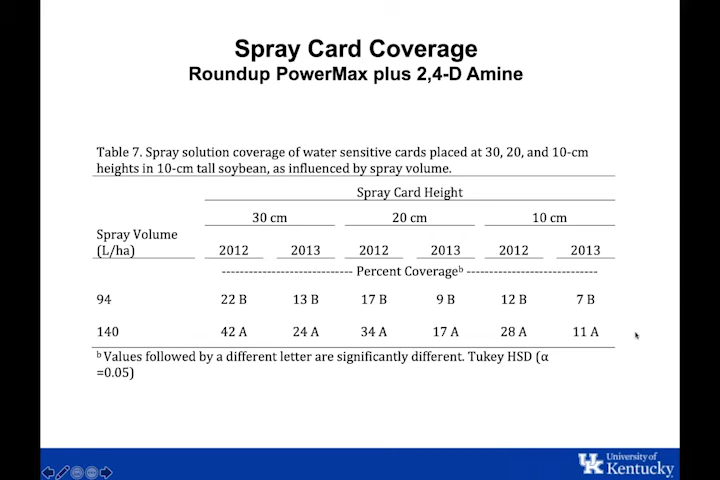 Spray Card Coverage
Roundup PowerMax plus 2,4-D Amine
Table 7. Spray solution coverage of water sensitive cards placed at 30, 20, and 10-cm
heights in 10-cm tall soybean, as influenced by spray volume.
Spray Card Height
30 cm 20 cm 10 cm
Spray Volume
(L/ha) 2012 2013 2012 2013 2012 2013
----------------------------- Percent Coverageᵇ -----------------------------
94 22 B 13 B 17 B 9 B 12 B 7 B
140 42 A 24 A 34 A 17 A 28 A 11 A
ᵇ Values followed by a different letter are significantly different. Tukey HSD (α
=0.05)
UK University of
Kentucky